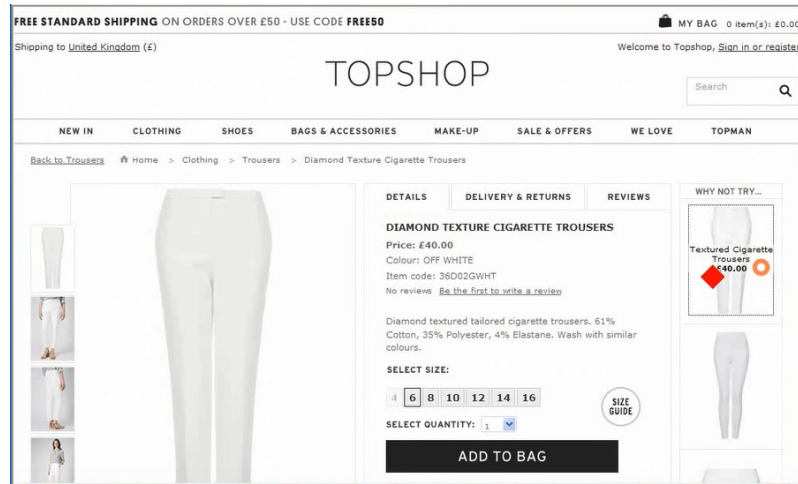 FREE STANDARD SHIPPING ON ORDERS OVER £50 - USE CODE FREE50
MY BAG 0 item(s): £0.00
Shipping to United Kingdom (£)
Welcome to Topshop, Sign in or register
TOPSHOP
Search
NEW IN CLOTHING SHOES BAGS & ACCESSORIES MAKE-UP SALE & OFFERS WE LOVE TOPMAN
Back to Trousers Home > Clothing > Trousers > Diamond Texture Cigarette Trousers
DETAILS DELIVERY & RETURNS REVIEWS
DIAMOND TEXTURE CIGARETTE TROUSERS
Price: £40.00
Colour: OFF WHITE
Item code: 36D02GWHT
No reviews Be the first to write a review
Diamond textured tailored cigarette trousers. 61%
Cotton, 35% Polyester, 4% Elastane. Wash with similar
colours.
SELECT SIZE:
4 6 8 10 12 14 16
SIZE
GUIDE
SELECT QUANTITY: 1
ADD TO BAG
WHY NOT TRY...
Textured Cigarette
Trousers
£40.00